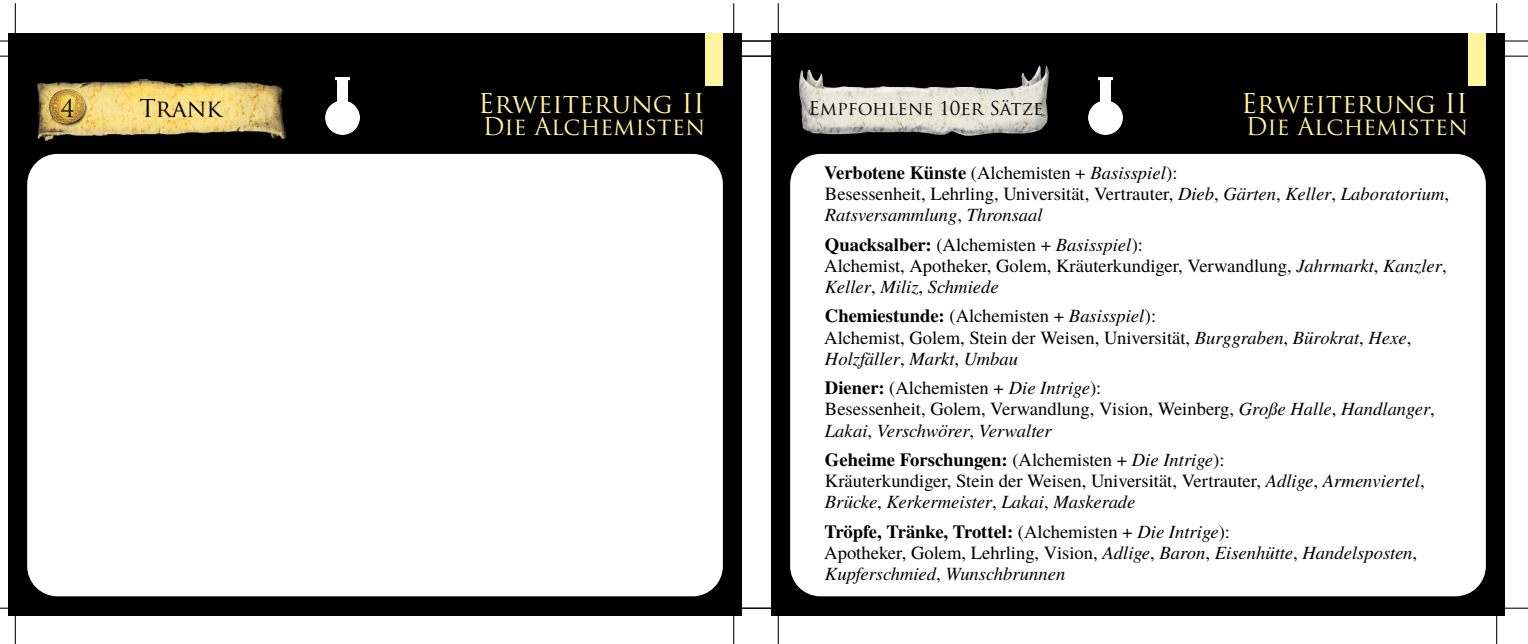 4 Trank
Erweiterung II
Die Alchemisten
Empfohlene 10er Sätze
Erweiterung II
Die Alchemisten
Verbotene Künste (Alchemisten + Basisspiel):
Besessenheit, Lehrling, Universität, Vertrauter, Dieb, Gärten, Keller, Laboratorium,
Ratsversammlung, Thronsaal
Quacksalber: (Alchemisten + Basisspiel):
Alchemist, Apotheker, Golem, Kräuterkundiger, Verwandlung, Jahrmarkt, Kanzler,
Keller, Miliz, Schmiede
Chemiestunde: (Alchemisten + Basisspiel):
Alchemist, Golem, Stein der Weisen, Universität, Burggraben, Bürokrat, Hexe,
Holzfäller, Markt, Umbau
Diener: (Alchemisten + Die Intrige):
Besessenheit, Golem, Verwandlung, Vision, Weinberg, Große Halle, Handlanger,
Lakai, Verschwörer, Verwalter
Geheime Forschungen: (Alchemisten + Die Intrige):
Kräuterkundiger, Stein der Weisen, Universität, Vertrauter, Adlige, Armenviertel,
Brücke, Kerkermeister, Lakai, Maskerade
Tröpfe, Tränke, Trottel: (Alchemisten + Die Intrige):
Apotheker, Golem, Lehrling, Vision, Adlige, Baron, Eisenhütte, Handelsposten,
Kupferschmied, Wunschbrunnen